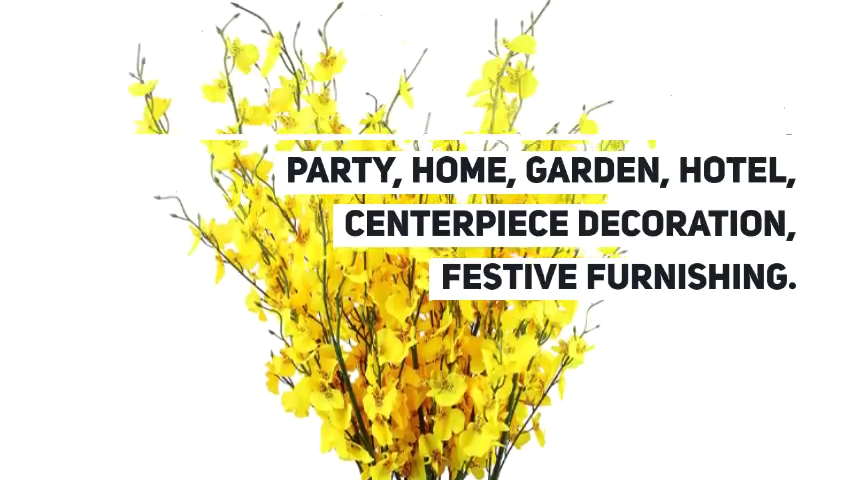 PARTY, HOME, GARDEN, HOTEL,
CENTERPIECE DECORATION,
FESTIVE FURNISHING.